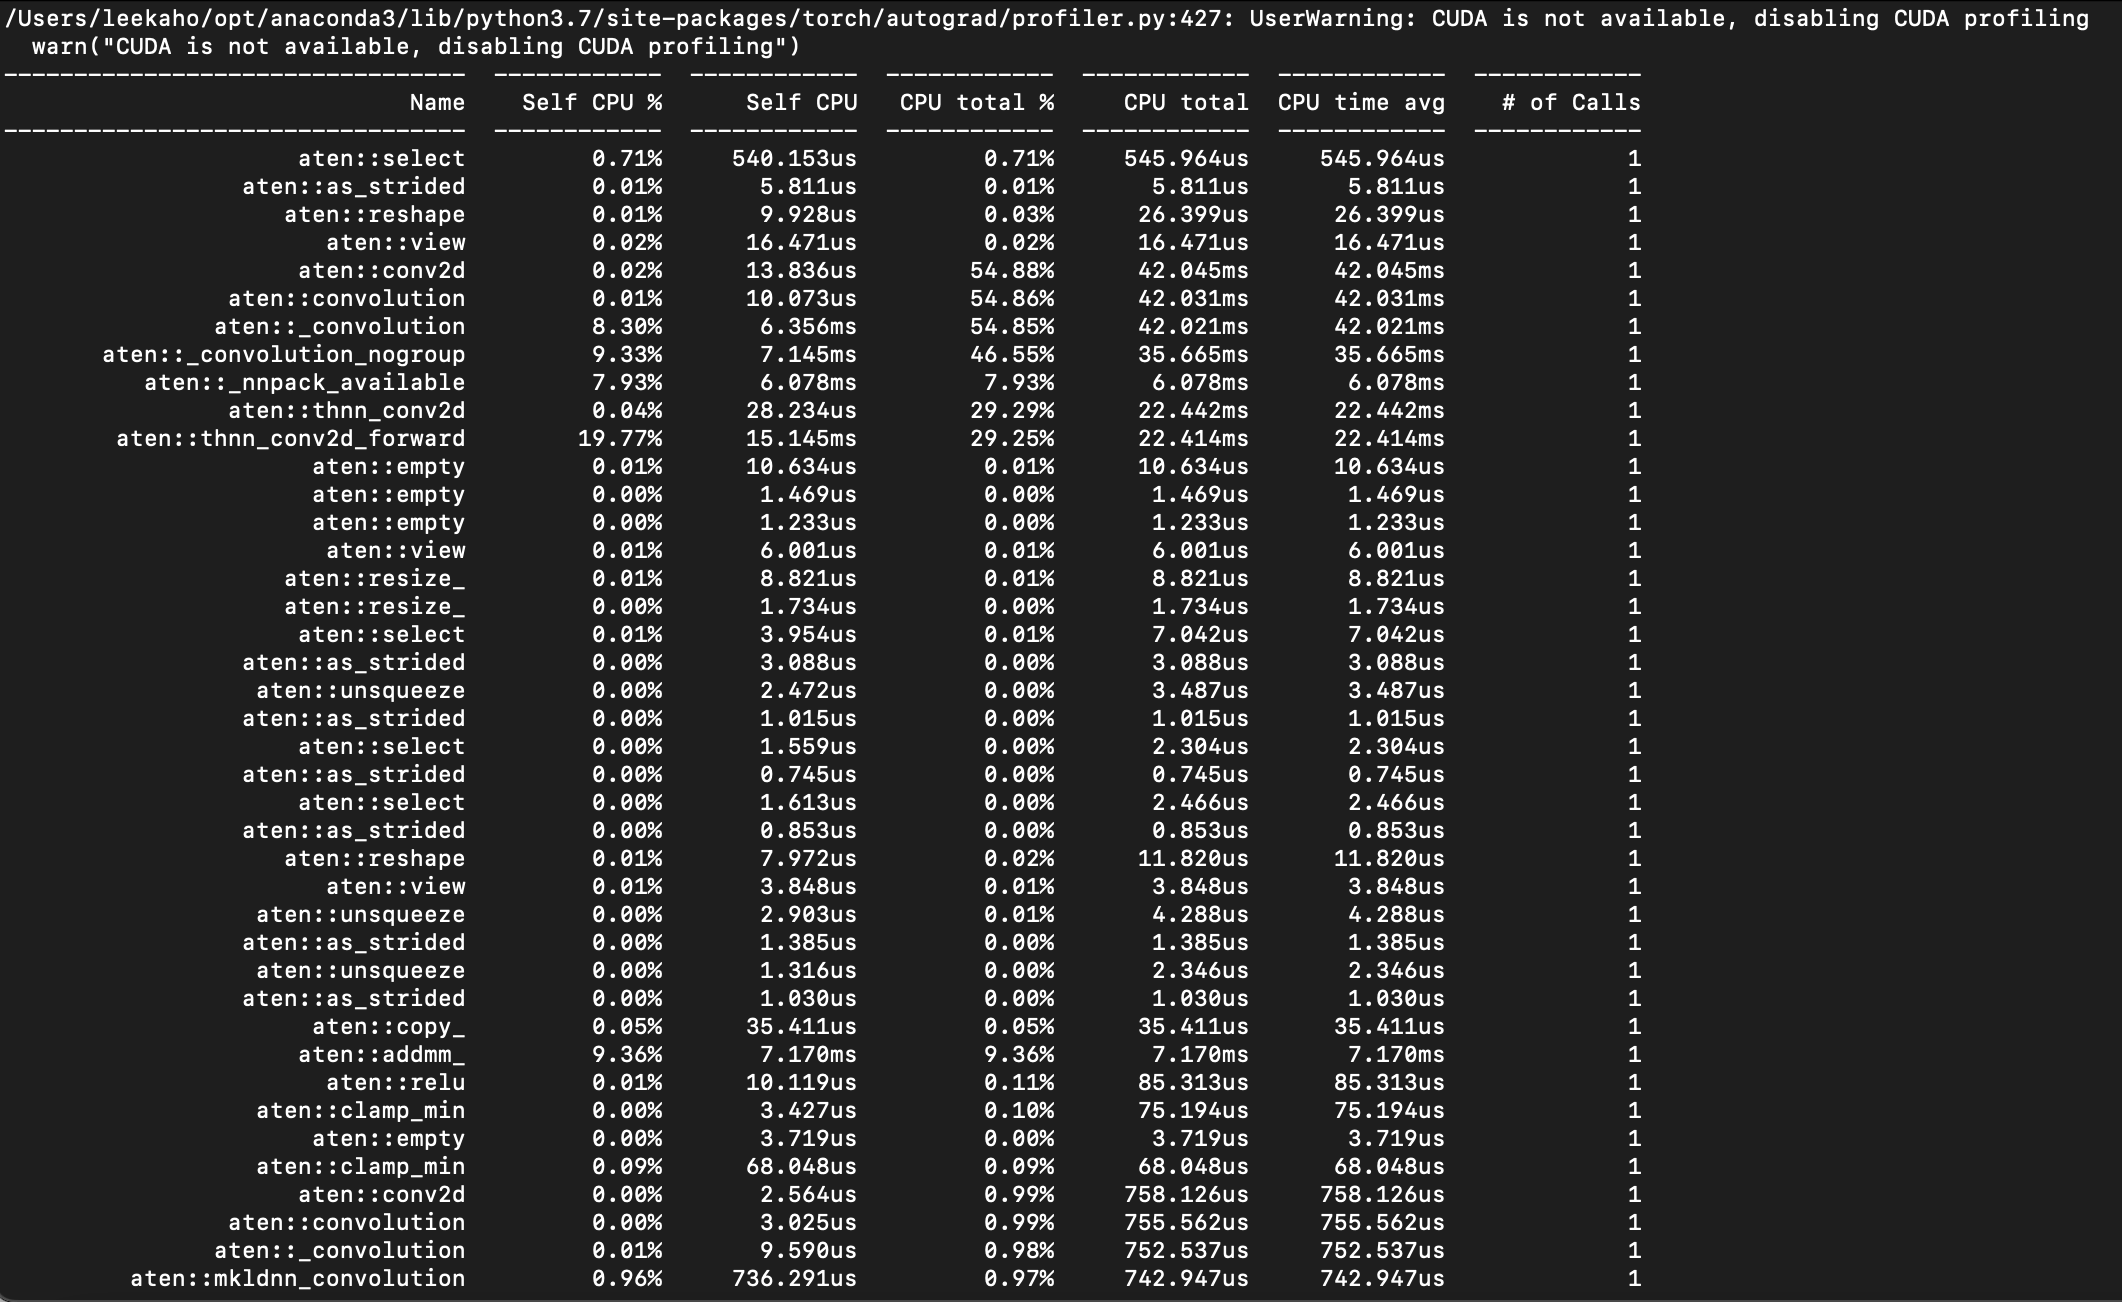 /Users/leekaho/opt/anaconda3/lib/python3.7/site-packages/torch/autograd/profiler.py:427: UserWarning: CUDA is not available, disabling CUDA profiling
  warn("CUDA is not available, disabling CUDA profiling")
---------------------------------  ------------  ------------  ------------  ------------  ------------  ------------
Name    Self CPU %      Self CPU   CPU total %     CPU total  CPU time avg    # of Calls
---------------------------------  ------------  ------------  ------------  ------------  ------------  ------------
aten::select 0.71% 540.153us 0.71% 545.964us 545.964us 1
aten::as_strided 0.01% 5.811us 0.01% 5.811us 5.811us 1
aten::reshape 0.01% 9.928us 0.03% 26.399us 26.399us 1
aten::view 0.02% 16.471us 0.02% 16.471us 16.471us 1
aten::conv2d 0.02% 13.836us 54.88% 42.045ms 42.045ms 1
aten::convolution 0.01% 10.073us 54.86% 42.031ms 42.031ms 1
aten::_convolution 8.30% 6.356ms 54.85% 42.021ms 42.021ms 1
aten::_convolution_nogroup 9.33% 7.145ms 46.55% 35.665ms 35.665ms 1
aten::_nnpack_available 7.93% 6.078ms 7.93% 6.078ms 6.078ms 1
aten::thnn_conv2d 0.04% 28.234us 29.29% 22.442ms 22.442ms 1
aten::thnn_conv2d_forward 19.77% 15.145ms 29.25% 22.414ms 22.414ms 1
aten::empty 0.01% 10.634us 0.01% 10.634us 10.634us 1
aten::empty 0.00% 1.469us 0.00% 1.469us 1.469us 1
aten::empty 0.00% 1.233us 0.00% 1.233us 1.233us 1
aten::view 0.01% 6.001us 0.01% 6.001us 6.001us 1
aten::resize_ 0.01% 8.821us 0.01% 8.821us 8.821us 1
aten::resize_ 0.00% 1.734us 0.00% 1.734us 1.734us 1
aten::select 0.01% 3.954us 0.01% 7.042us 7.042us 1
aten::as_strided 0.00% 3.088us 0.00% 3.088us 3.088us 1
aten::unsqueeze 0.00% 2.472us 0.00% 3.487us 3.487us 1
aten::as_strided 0.00% 1.015us 0.00% 1.015us 1.015us 1
aten::select 0.00% 1.559us 0.00% 2.304us 2.304us 1
aten::as_strided 0.00% 0.745us 0.00% 0.745us 0.745us 1
aten::select 0.00% 1.613us 0.00% 2.466us 2.466us 1
aten::as_strided 0.00% 0.853us 0.00% 0.853us 0.853us 1
aten::reshape 0.01% 7.972us 0.02% 11.820us 11.820us 1
aten::view 0.01% 3.848us 0.01% 3.848us 3.848us 1
aten::unsqueeze 0.00% 2.903us 0.01% 4.288us 4.288us 1
aten::as_strided 0.00% 1.385us 0.00% 1.385us 1.385us 1
aten::unsqueeze 0.00% 1.316us 0.00% 2.346us 2.346us 1
aten::as_strided 0.00% 1.030us 0.00% 1.030us 1.030us 1
aten::copy_ 0.05% 35.411us 0.05% 35.411us 35.411us 1
aten::addmm_ 9.36% 7.170ms 9.36% 7.170ms 7.170ms 1
aten::relu 0.01% 10.119us 0.11% 85.313us 85.313us 1
aten::clamp_min 0.00% 3.427us 0.10% 75.194us 75.194us 1
aten::empty 0.00% 3.719us 0.00% 3.719us 3.719us 1
aten::clamp_min 0.09% 68.048us 0.09% 68.048us 68.048us 1
aten::conv2d 0.00% 2.564us 0.99% 758.126us 758.126us 1
aten::convolution 0.00% 3.025us 0.99% 755.562us 755.562us 1
aten::_convolution 0.01% 9.590us 0.98% 752.537us 752.537us 1
aten::mkldnn_convolution 0.96% 736.291us 0.97% 742.947us 742.947us 1